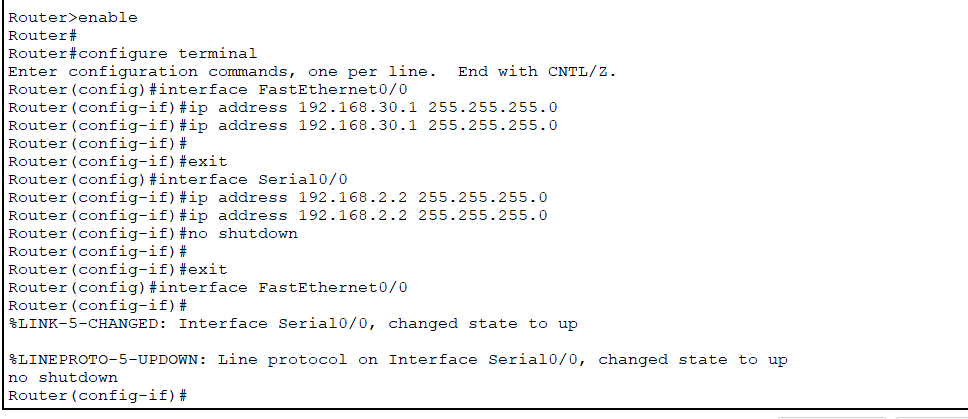 Router>enable
Router#
Router#configure terminal
Enter configuration commands, one per line.  End with CNTL/Z.
Router(config)#interface FastEthernet0/0
Router(config-if)#ip address 192.168.30.1 255.255.255.0
Router(config-if)#ip address 192.168.30.1 255.255.255.0
Router(config-if)#
Router(config-if)#exit
Router(config)#interface Serial0/0
Router(config-if)#ip address 192.168.2.2 255.255.255.0
Router(config-if)#ip address 192.168.2.2 255.255.255.0
Router(config-if)#no shutdown
Router(config-if)#
Router(config-if)#exit
Router(config)#interface FastEthernet0/0
Router(config-if)#
%LINK-5-CHANGED: Interface Serial0/0, changed state to up
%LINEPROTO-5-UPDOWN: Line protocol on Interface Serial0/0, changed state to up
no shutdown
Router(config-if)#